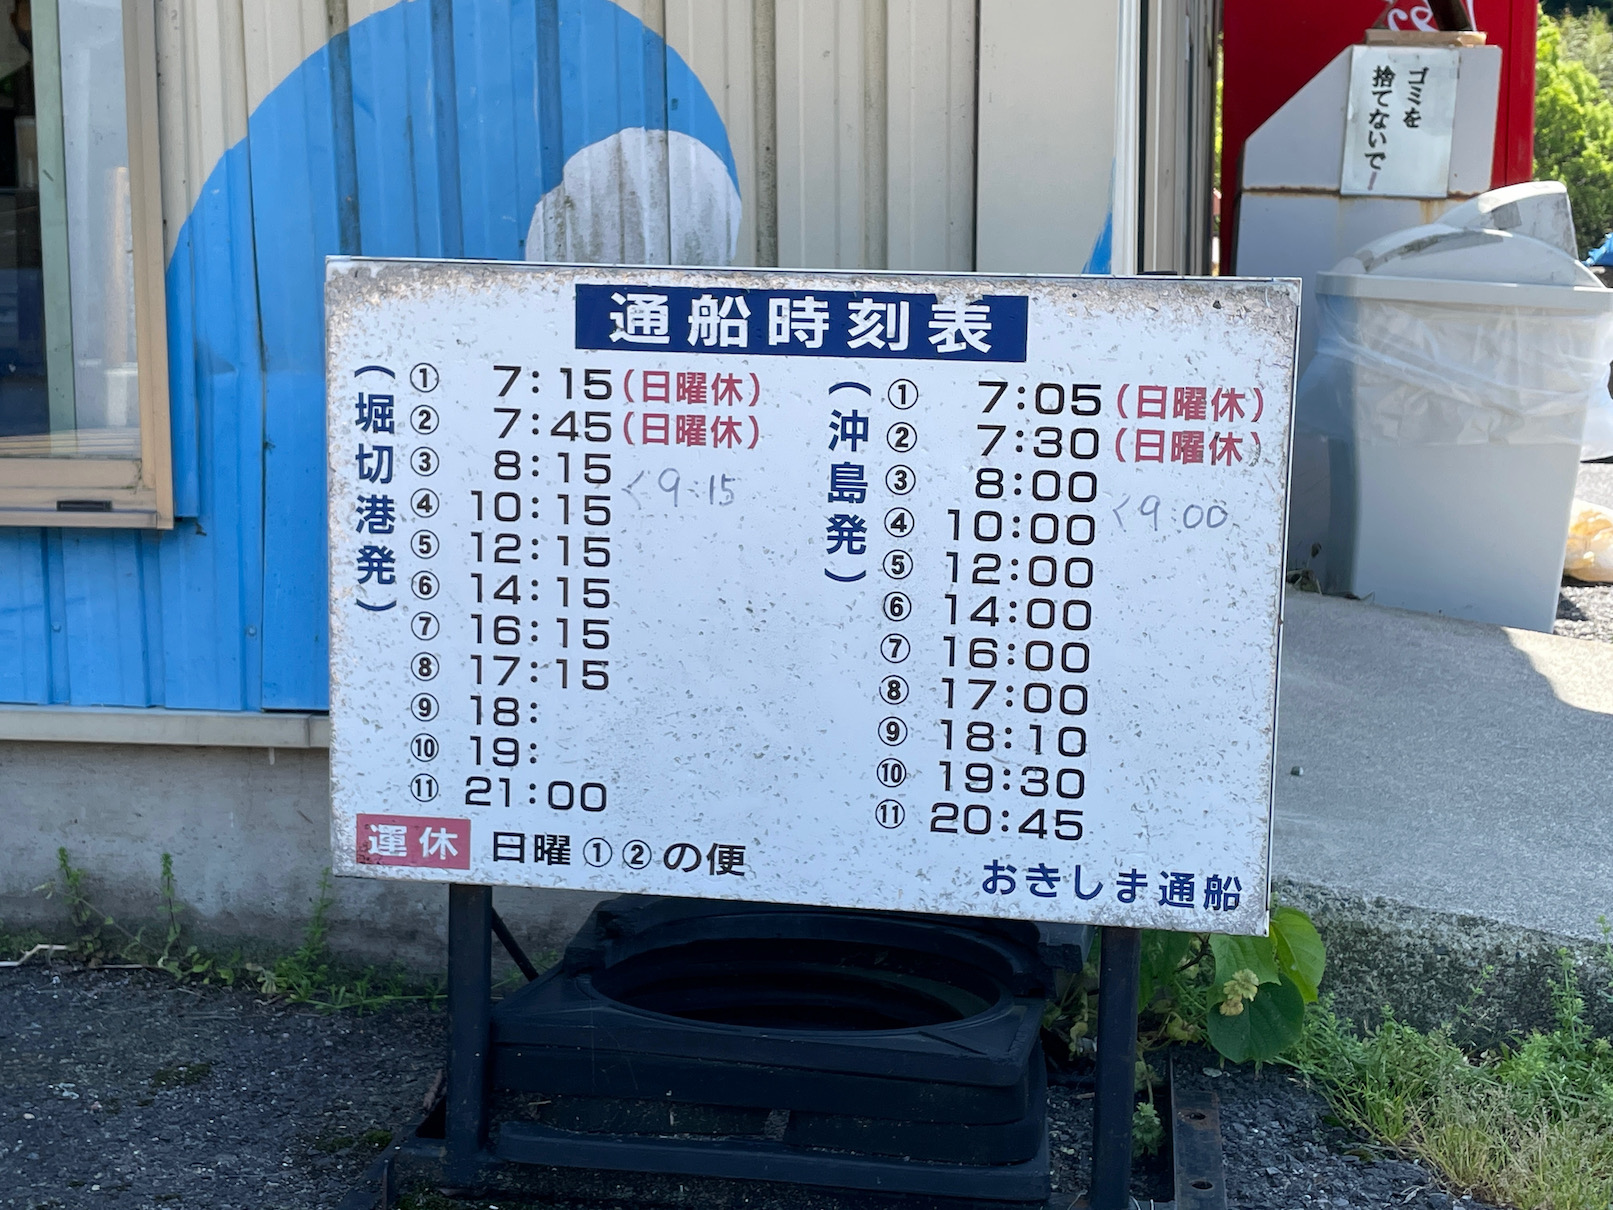 ゴミを
捨てないで!
通船時刻表
(堀切港発)
① 7:15(日曜休)
② 7:45(日曜休)
③ 8:15
<9:15
④ 10:15
⑤ 12:15
⑥ 14:15
⑦ 16:15
⑧ 17:15
⑨ 18:
⑩ 19:
⑪ 21:00
(沖島発)
① 7:05(日曜休)
② 7:30(日曜休)
③ 8:00
<9:00
④ 10:00
⑤ 12:00
⑥ 14:00
⑦ 16:00
⑧ 17:00
⑨ 18:10
⑩ 19:30
⑪ 20:45
運休 日曜①②の便
おきしま通船